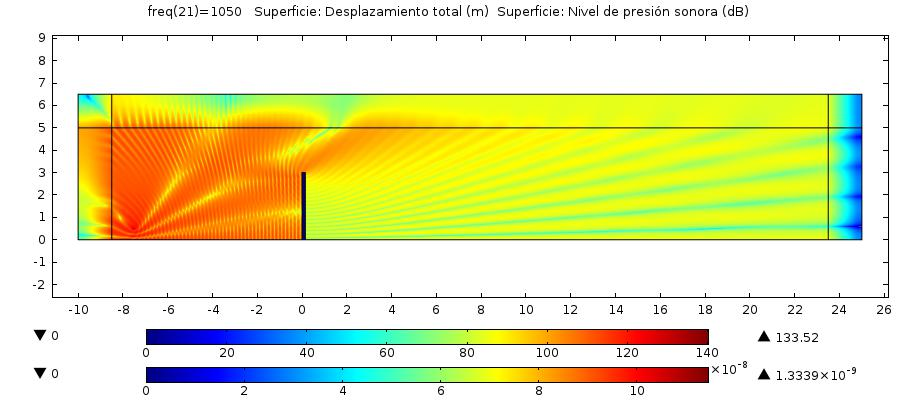 freq(21)=1050 Superficie: Desplazamiento total (m) Superficie: Nivel de presión sonora (dB)
9
8
7
6
5
4
3
2
1
0
-1
-2
-10 -8 -6 -4 -2 0 2 4 6 8 10 12 14 16 18 20 22 24 26
▼ 0 ▲ 133.52
0 20 40 60 80 100 120 140
×10⁻⁸
▼ 0 ▲ 1.3339×10⁻⁹
0 2 4 6 8 10